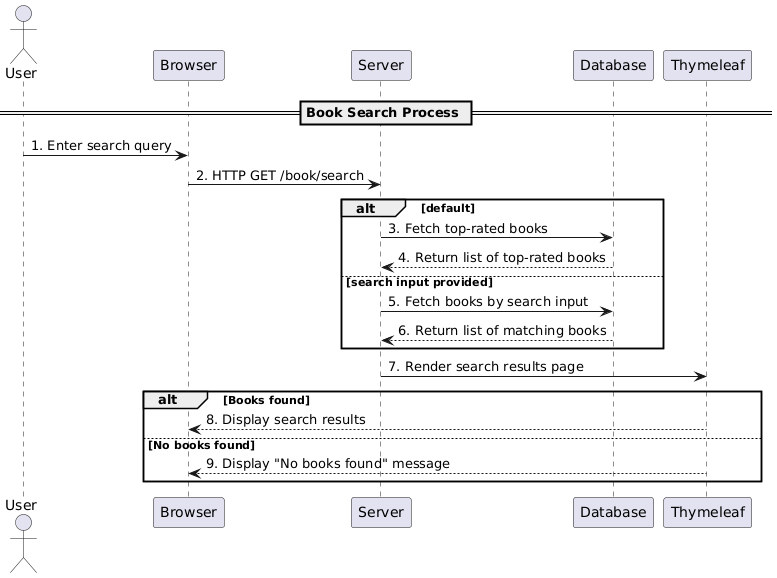 User
Browser
Server
Database
Thymeleaf
Book Search Process
1. Enter search query
2. HTTP GET /book/search
alt
[default]
3. Fetch top-rated books
4. Return list of top-rated books
[search input provided]
5. Fetch books by search input
6. Return list of matching books
7. Render search results page
alt
[Books found]
8. Display search results
[No books found]
9. Display "No books found" message
User
Browser
Server
Database
Thymeleaf